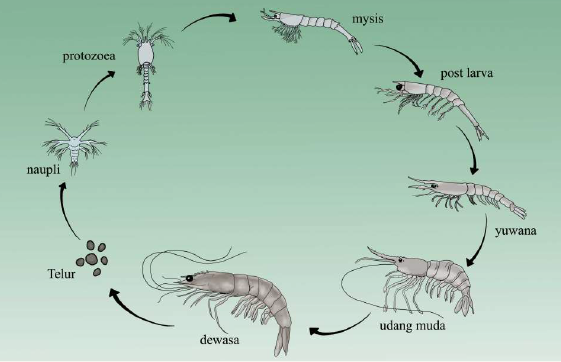 mysis
protozoea
post larva
naupli
yuwana
Telur
udang muda
dewasa